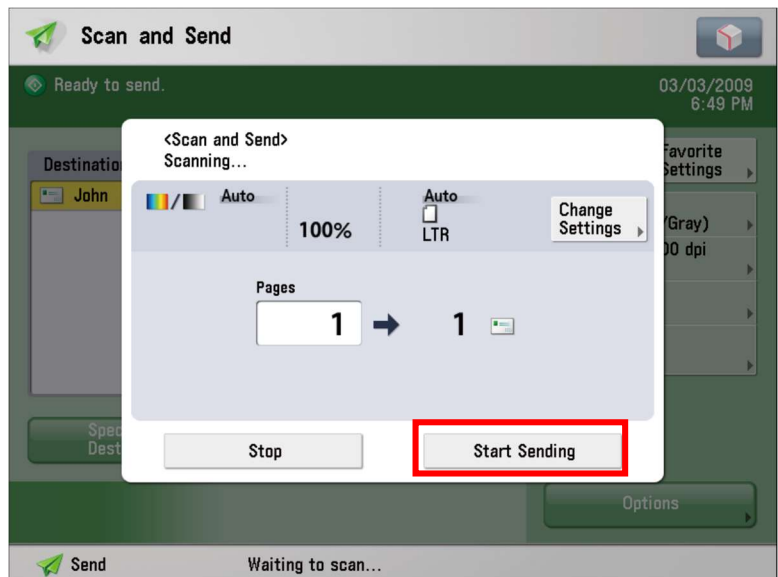 Scan and Send
Ready to send.
03/03/2009
6:49 PM
<Scan and Send>
Scanning...
Favorite
Settings
John
Auto
100%
Auto
LTR
Change
Settings
/Gray)
00 dpi
Pages
1
1
Stop
Start Sending
Options
Send
Waiting to scan...